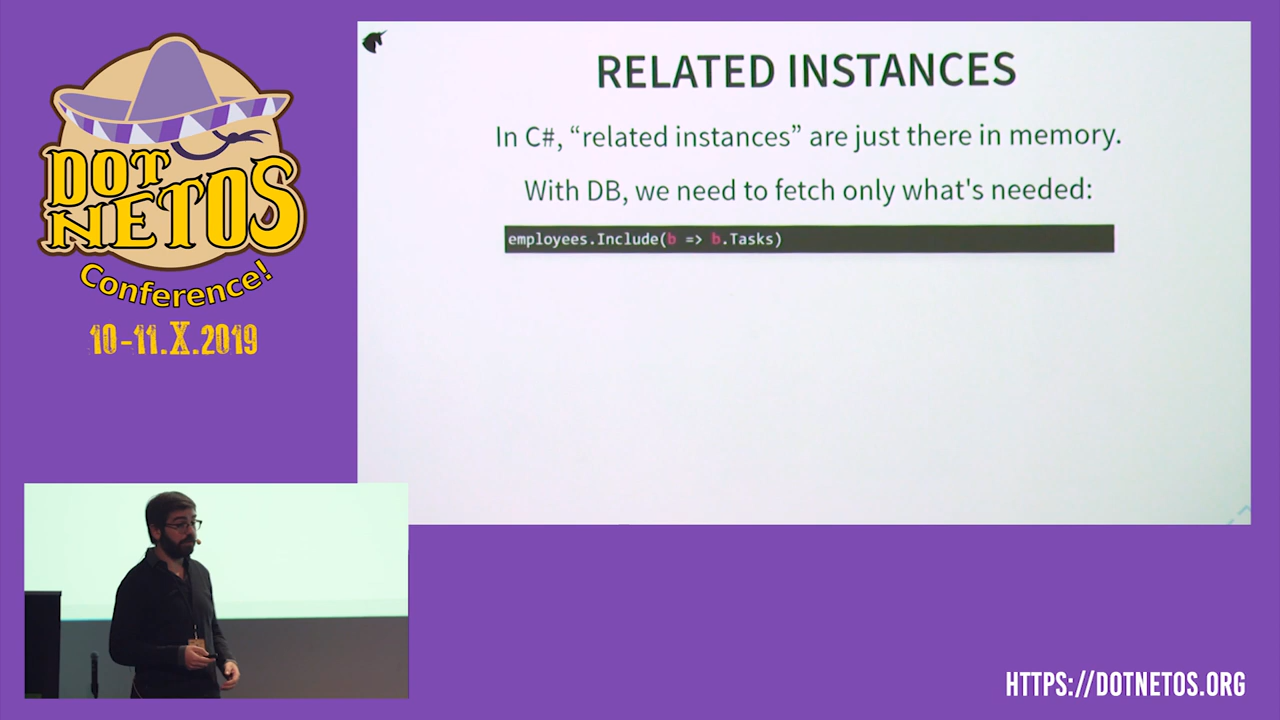 DOT
NETOS
Conference!
10-11.X.2019
RELATED INSTANCES
In C#, “related instances” are just there in memory.
With DB, we need to fetch only what's needed:
employees.Include(b => b.Tasks)
HTTPS://DOTNETOS.ORG